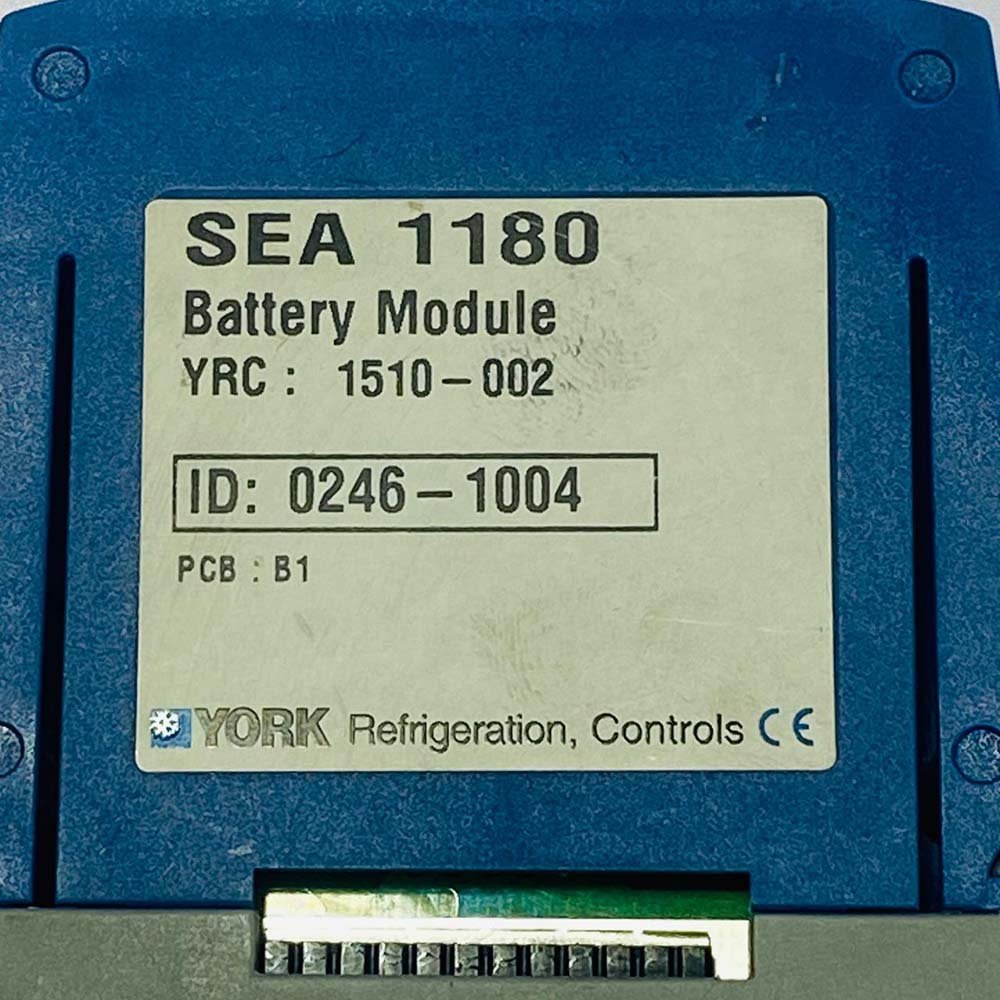 SEA 1180
Battery Module
YRC : 1510-002
ID: 0246-1004
PCB : B1
YORK Refrigeration, Controls CE